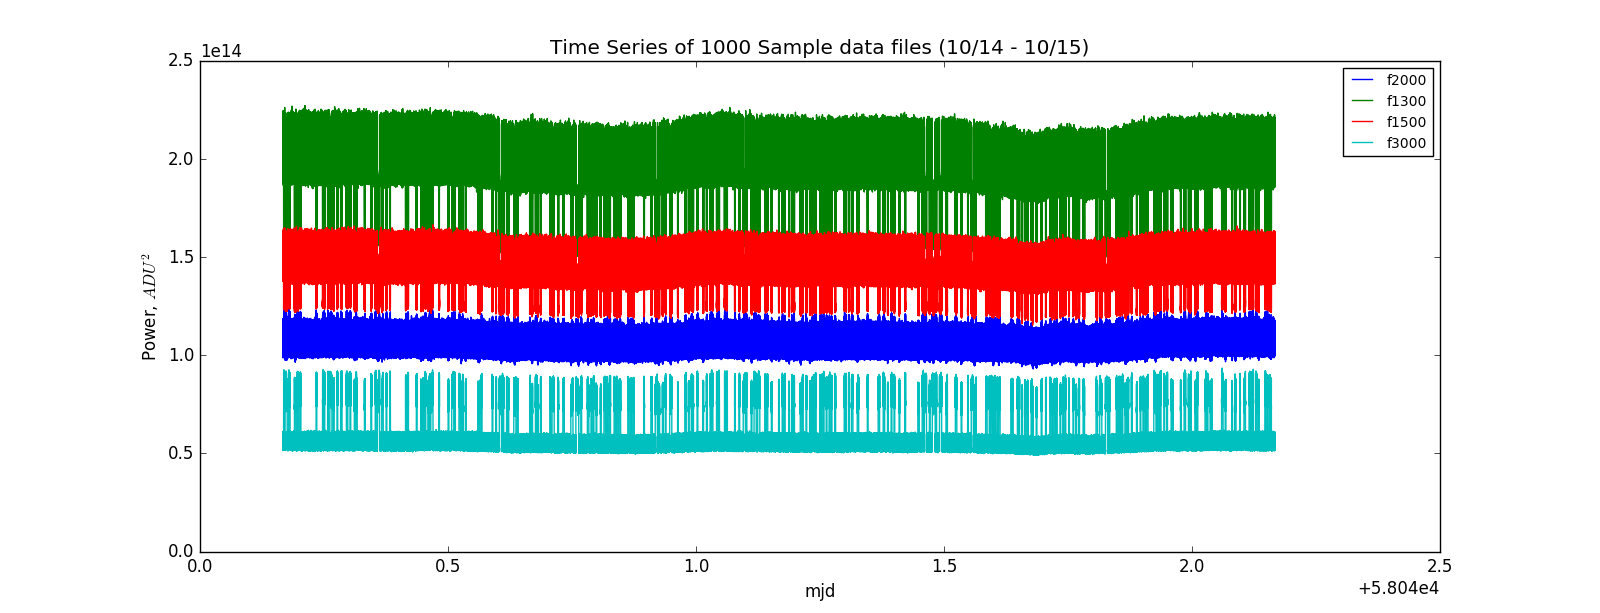 Time Series of 1000 Sample data files (10/14 - 10/15)
1e14
2.5
2.0
1.5
1.0
0.5
0.0
Power, ADU²
f2000
f1300
f1500
f3000
0.0 0.5 1.0 1.5 2.0 2.5
mjd
+5.804e4